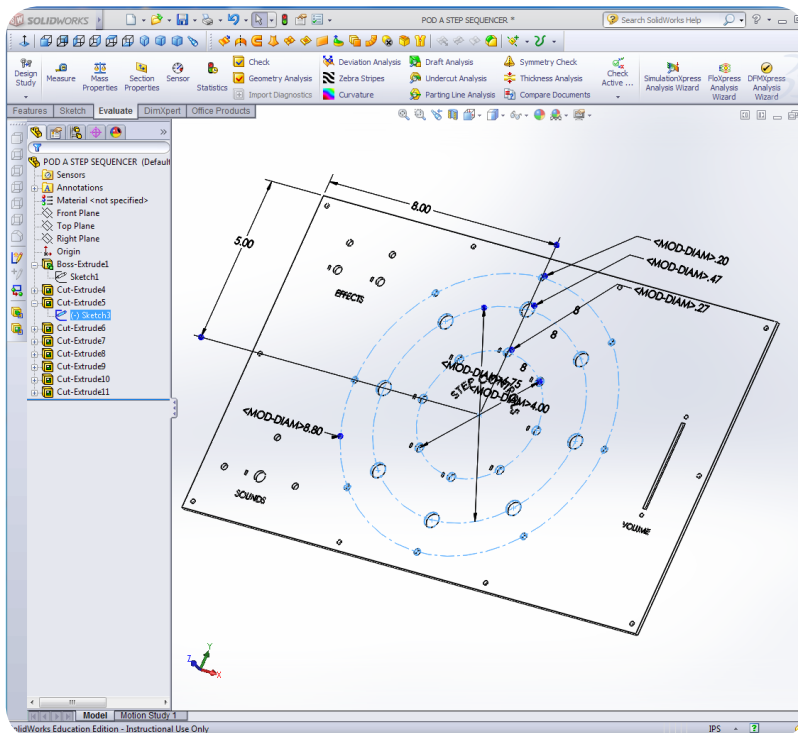 SOLIDWORKS
POD A STEP SEQUENCER *
Search SolidWorks Help
Design Study
Measure
Mass Properties
Section Properties
Sensor
Statistics
Check
Geometry Analysis
Import Diagnostics
Deviation Analysis
Zebra Stripes
Curvature
Draft Analysis
Undercut Analysis
Parting Line Analysis
Symmetry Check
Thickness Analysis
Compare Documents
Check Active ...
SimulationXpress Analysis Wizard
FloXpress Analysis Wizard
DFMXpress Analysis Wizard
Features Sketch Evaluate DimXpert Office Products
POD A STEP SEQUENCER (Default
Sensors
Annotations
Material <not specified>
Front Plane
Top Plane
Right Plane
Origin
Boss-Extrude1
Sketch1
Cut-Extrude4
Cut-Extrude5
(-) Sketch3
Cut-Extrude6
Cut-Extrude7
Cut-Extrude8
Cut-Extrude9
Cut-Extrude10
Cut-Extrude11
8.00
5.00
<MOD-DIAM>.20
<MOD-DIAM>.47
<MOD-DIAM>.27
EFFECTS
8
8
8
<MOD-DIAM>4.00
<MOD-DIAM>8.80
SOUNDS
VOLUME
Y
Z
X
Model Motion Study 1
olidWorks Education Edition - Instructional Use Only
IPS